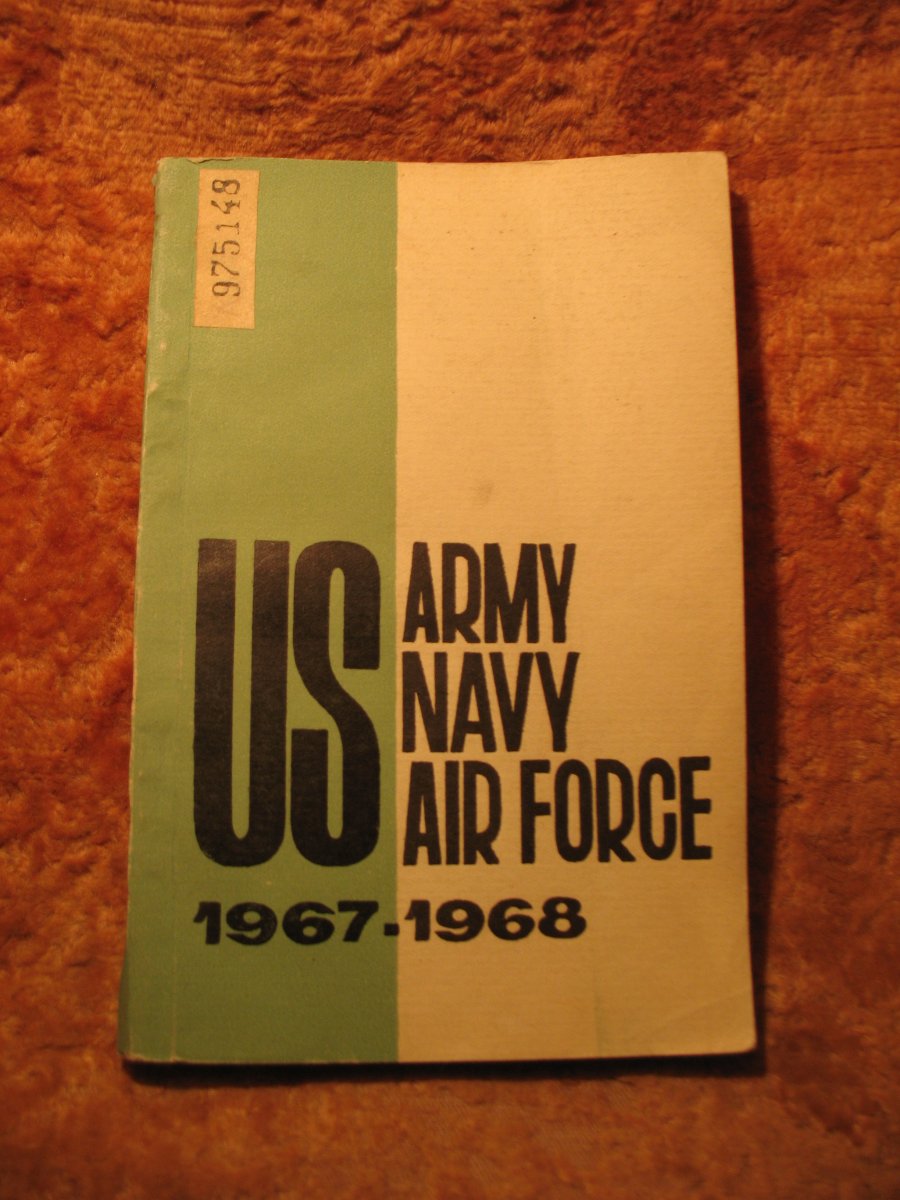 975148
US
ARMY
NAVY
AIR FORCE
1967-1968